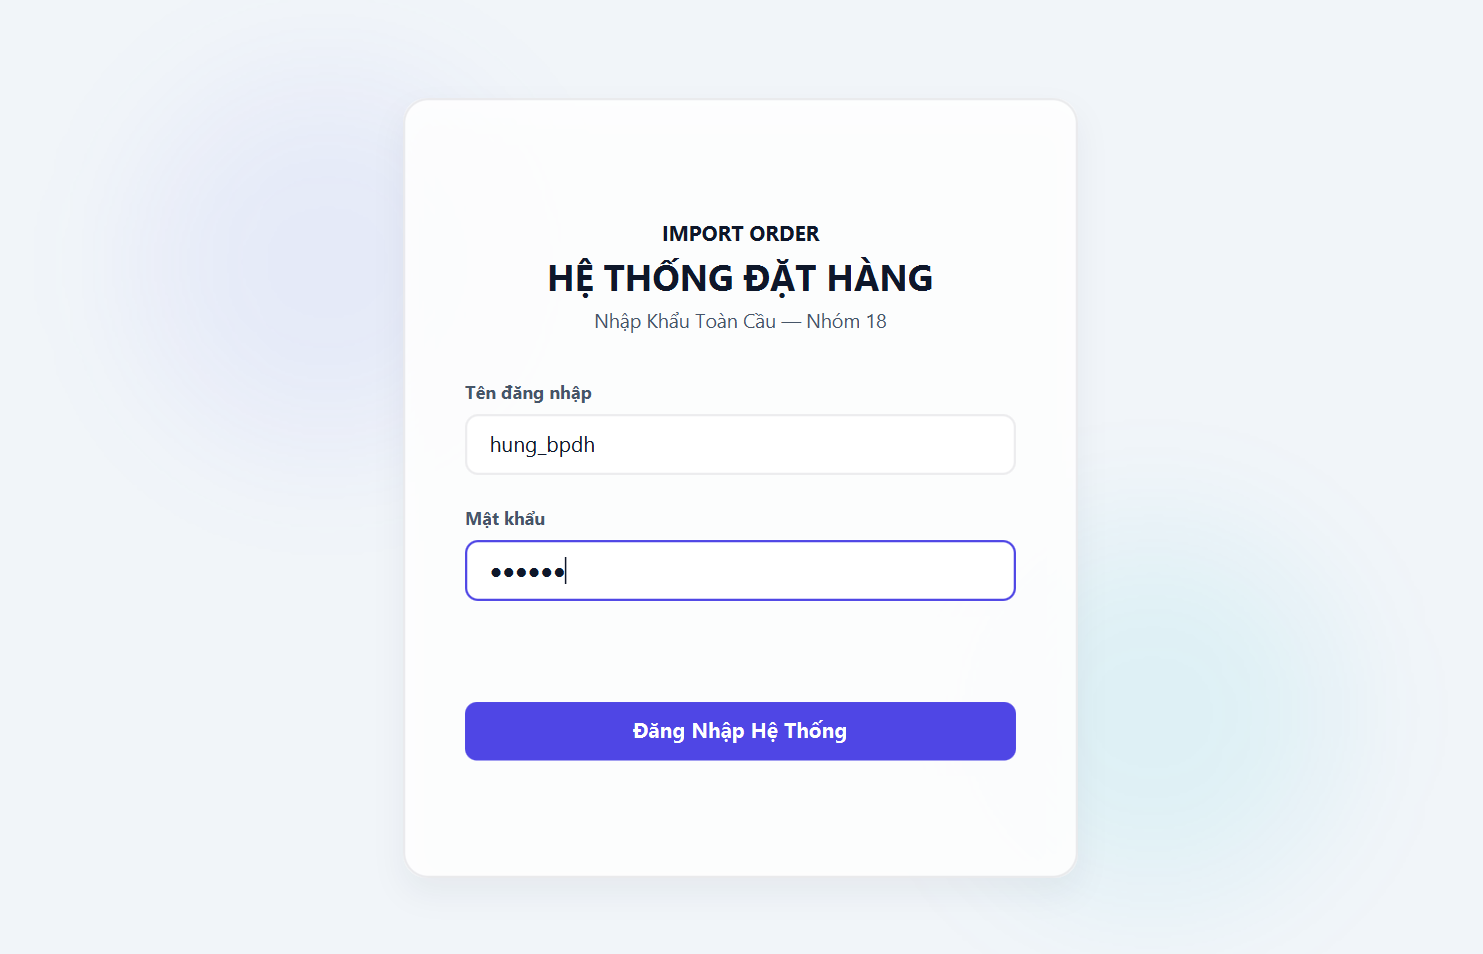 IMPORT ORDER
HỆ THỐNG ĐẶT HÀNG
Nhập Khẩu Toàn Cầu — Nhóm 18
Tên đăng nhập
hung_bpdh
Mật khẩu
••••••
Đăng Nhập Hệ Thống